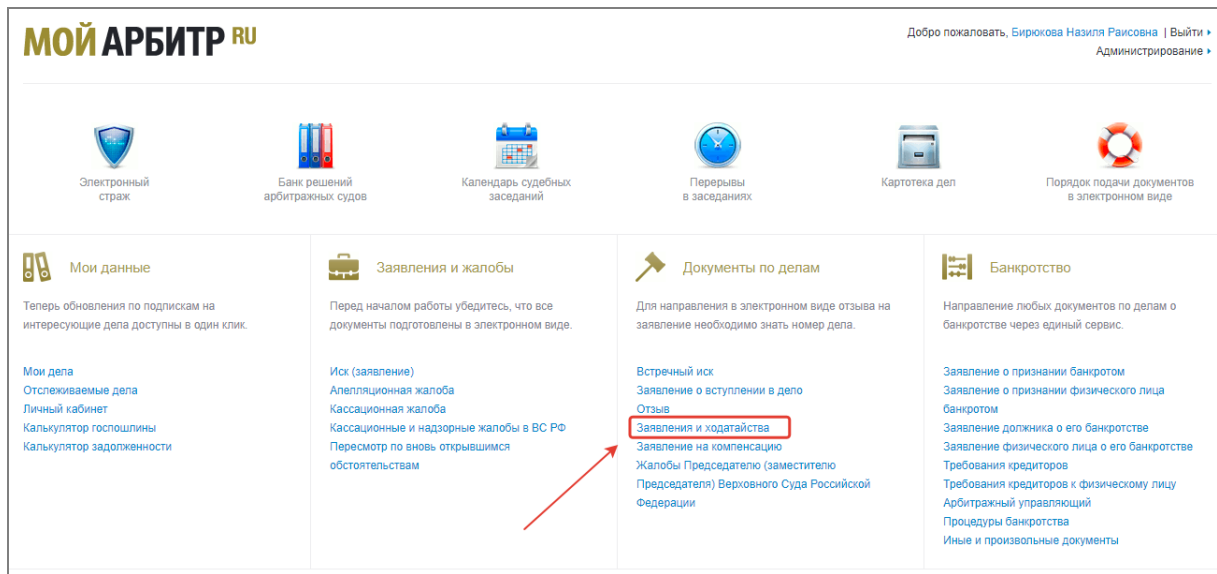 МОЙ АРБИТР RU
Добро пожаловать, БирюковаНазиля Раисовна | Выйти
Администрирование
Электронный
страж
Банк решений
арбитражных судов
Календарь судебных
заседаний
Перерывы
в заседаниях
Картотека дел
Порядок подачи документов
в электронном виде
Мои данные
Теперь обновления по подпискам на
интересующие дела доступны в один клик.
Мои дела
Отслеживаемые дела
Личный кабинет
Калькулятор госпошлины
Калькулятор задолженности
Заявления и жалобы
Перед началом работы убедитесь, что все
документы подготовлены в электронном виде.
Иск (заявление)
Апелляционная жалоба
Кассационная жалоба
Кассационные и надзорные жалобы в ВС РФ
Пересмотр по вновь открывшимся
обстоятельствам
Документы по делам
Для направления в электронном виде отзыва на
заявление необходимо знать номер дела.
Встречный иск
Заявление о вступлении в дело
Отзыв
Заявления и ходатайства
Заявление на компенсацию
Жалобы Председателю (заместителю
Председателя) Верховного Суда Российской
Федерации
Банкротство
Направление любых документов по делам о
банкротстве через единый сервис.
Заявление о признании банкротом
Заявление о признании физического лица
банкротом
Заявление должника о его банкротстве
Заявление физического лица о его банкротстве
Требования кредиторов
Требования кредиторов к физическому лицу
Арбитражный управляющий
Процедуры банкротства
Иные и произвольные документы